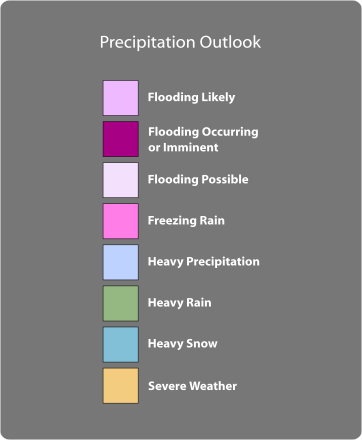 Precipitation Outlook
Flooding Likely
Flooding Occurring
or Imminent
Flooding Possible
Freezing Rain
Heavy Precipitation
Heavy Rain
Heavy Snow
Severe Weather